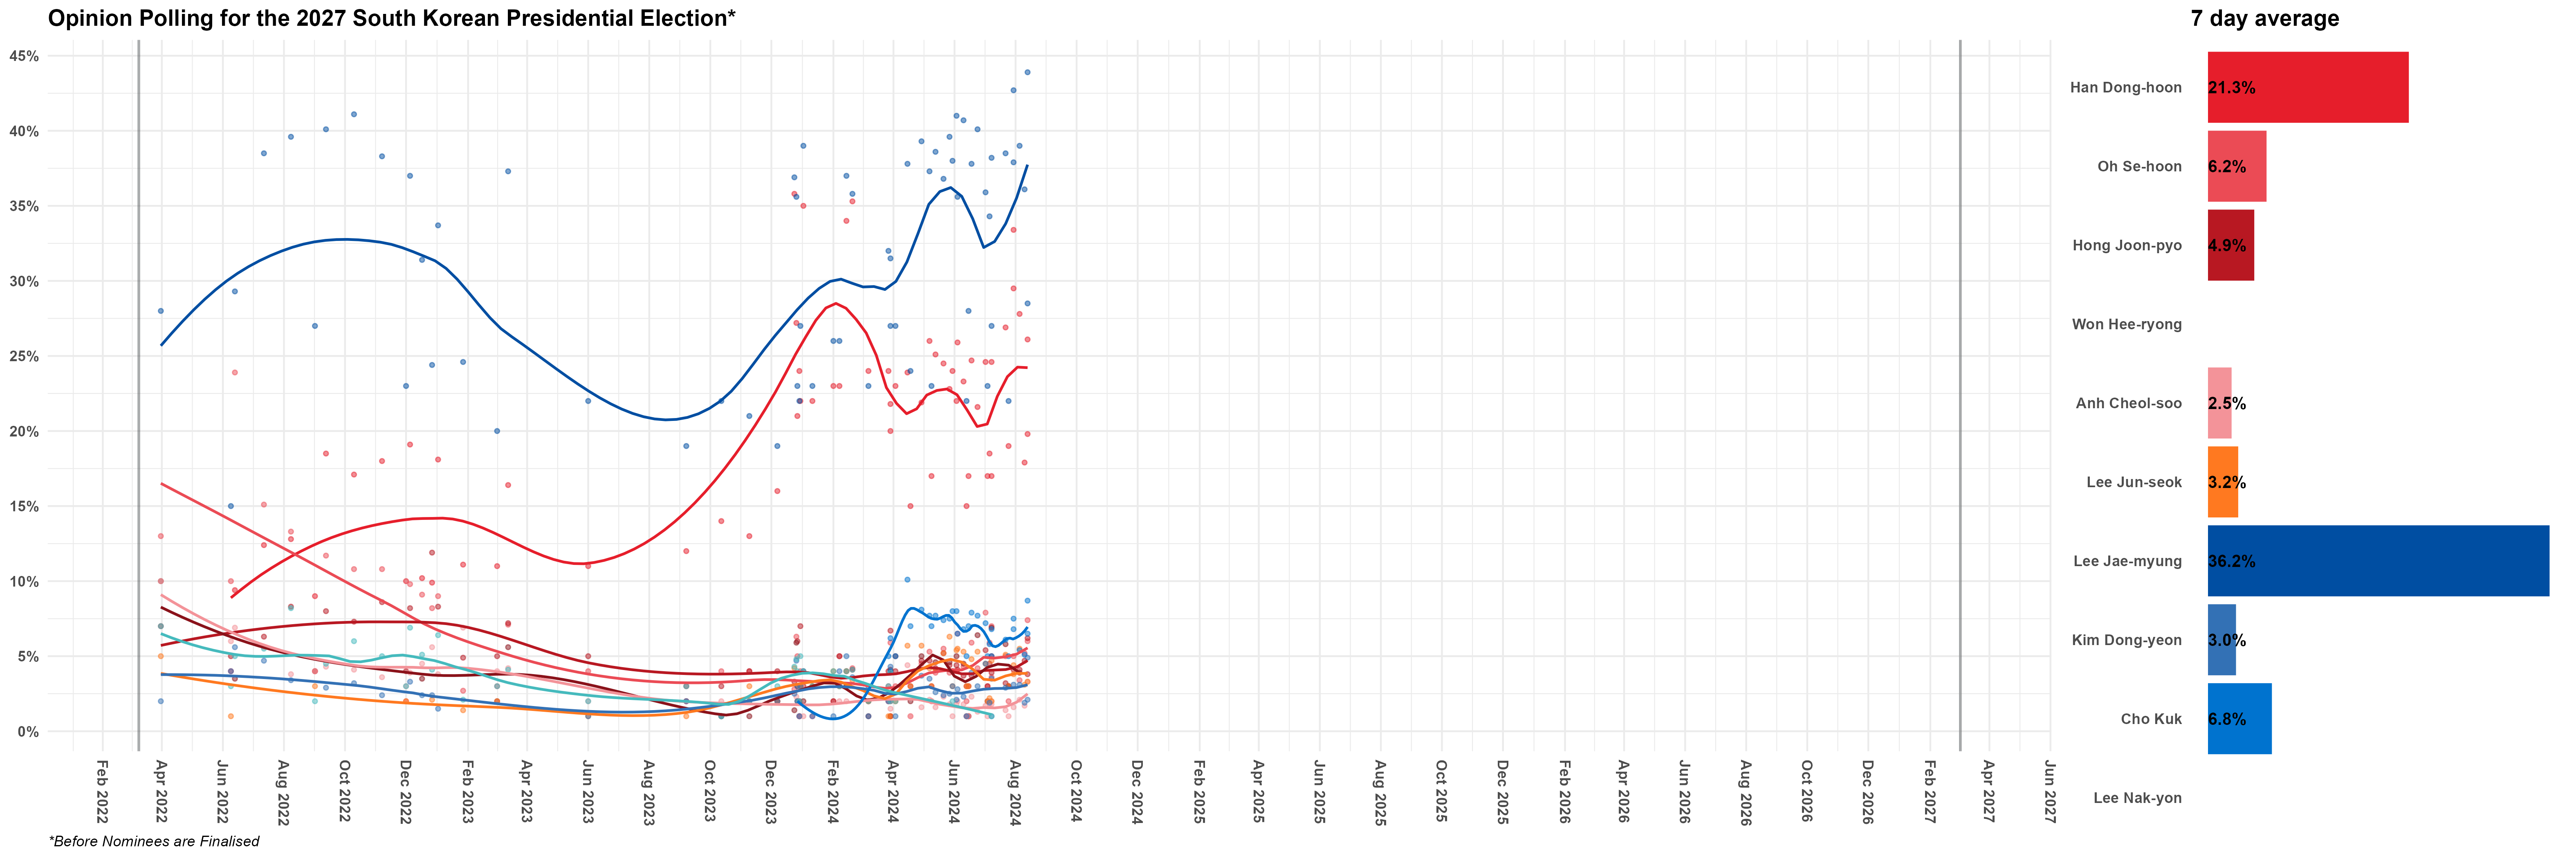 Opinion Polling for the 2027 South Korean Presidential Election*
7 day average
45%
40%
35%
30%
25%
20%
15%
10%
5%
0%
Feb 2022
Apr 2022
Jun 2022
Aug 2022
Oct 2022
Dec 2022
Feb 2023
Apr 2023
Jun 2023
Aug 2023
Oct 2023
Dec 2023
Feb 2024
Apr 2024
Jun 2024
Aug 2024
Oct 2024
Dec 2024
Feb 2025
Apr 2025
Jun 2025
Aug 2025
Oct 2025
Dec 2025
Feb 2026
Apr 2026
Jun 2026
Aug 2026
Oct 2026
Dec 2026
Feb 2027
Apr 2027
Jun 2027
*Before Nominees are Finalised
Han Dong-hoon 21.3%
Oh Se-hoon 6.2%
Hong Joon-pyo 4.9%
Won Hee-ryong
Anh Cheol-soo 2.5%
Lee Jun-seok 3.2%
Lee Jae-myung 36.2%
Kim Dong-yeon 3.0%
Cho Kuk 6.8%
Lee Nak-yon